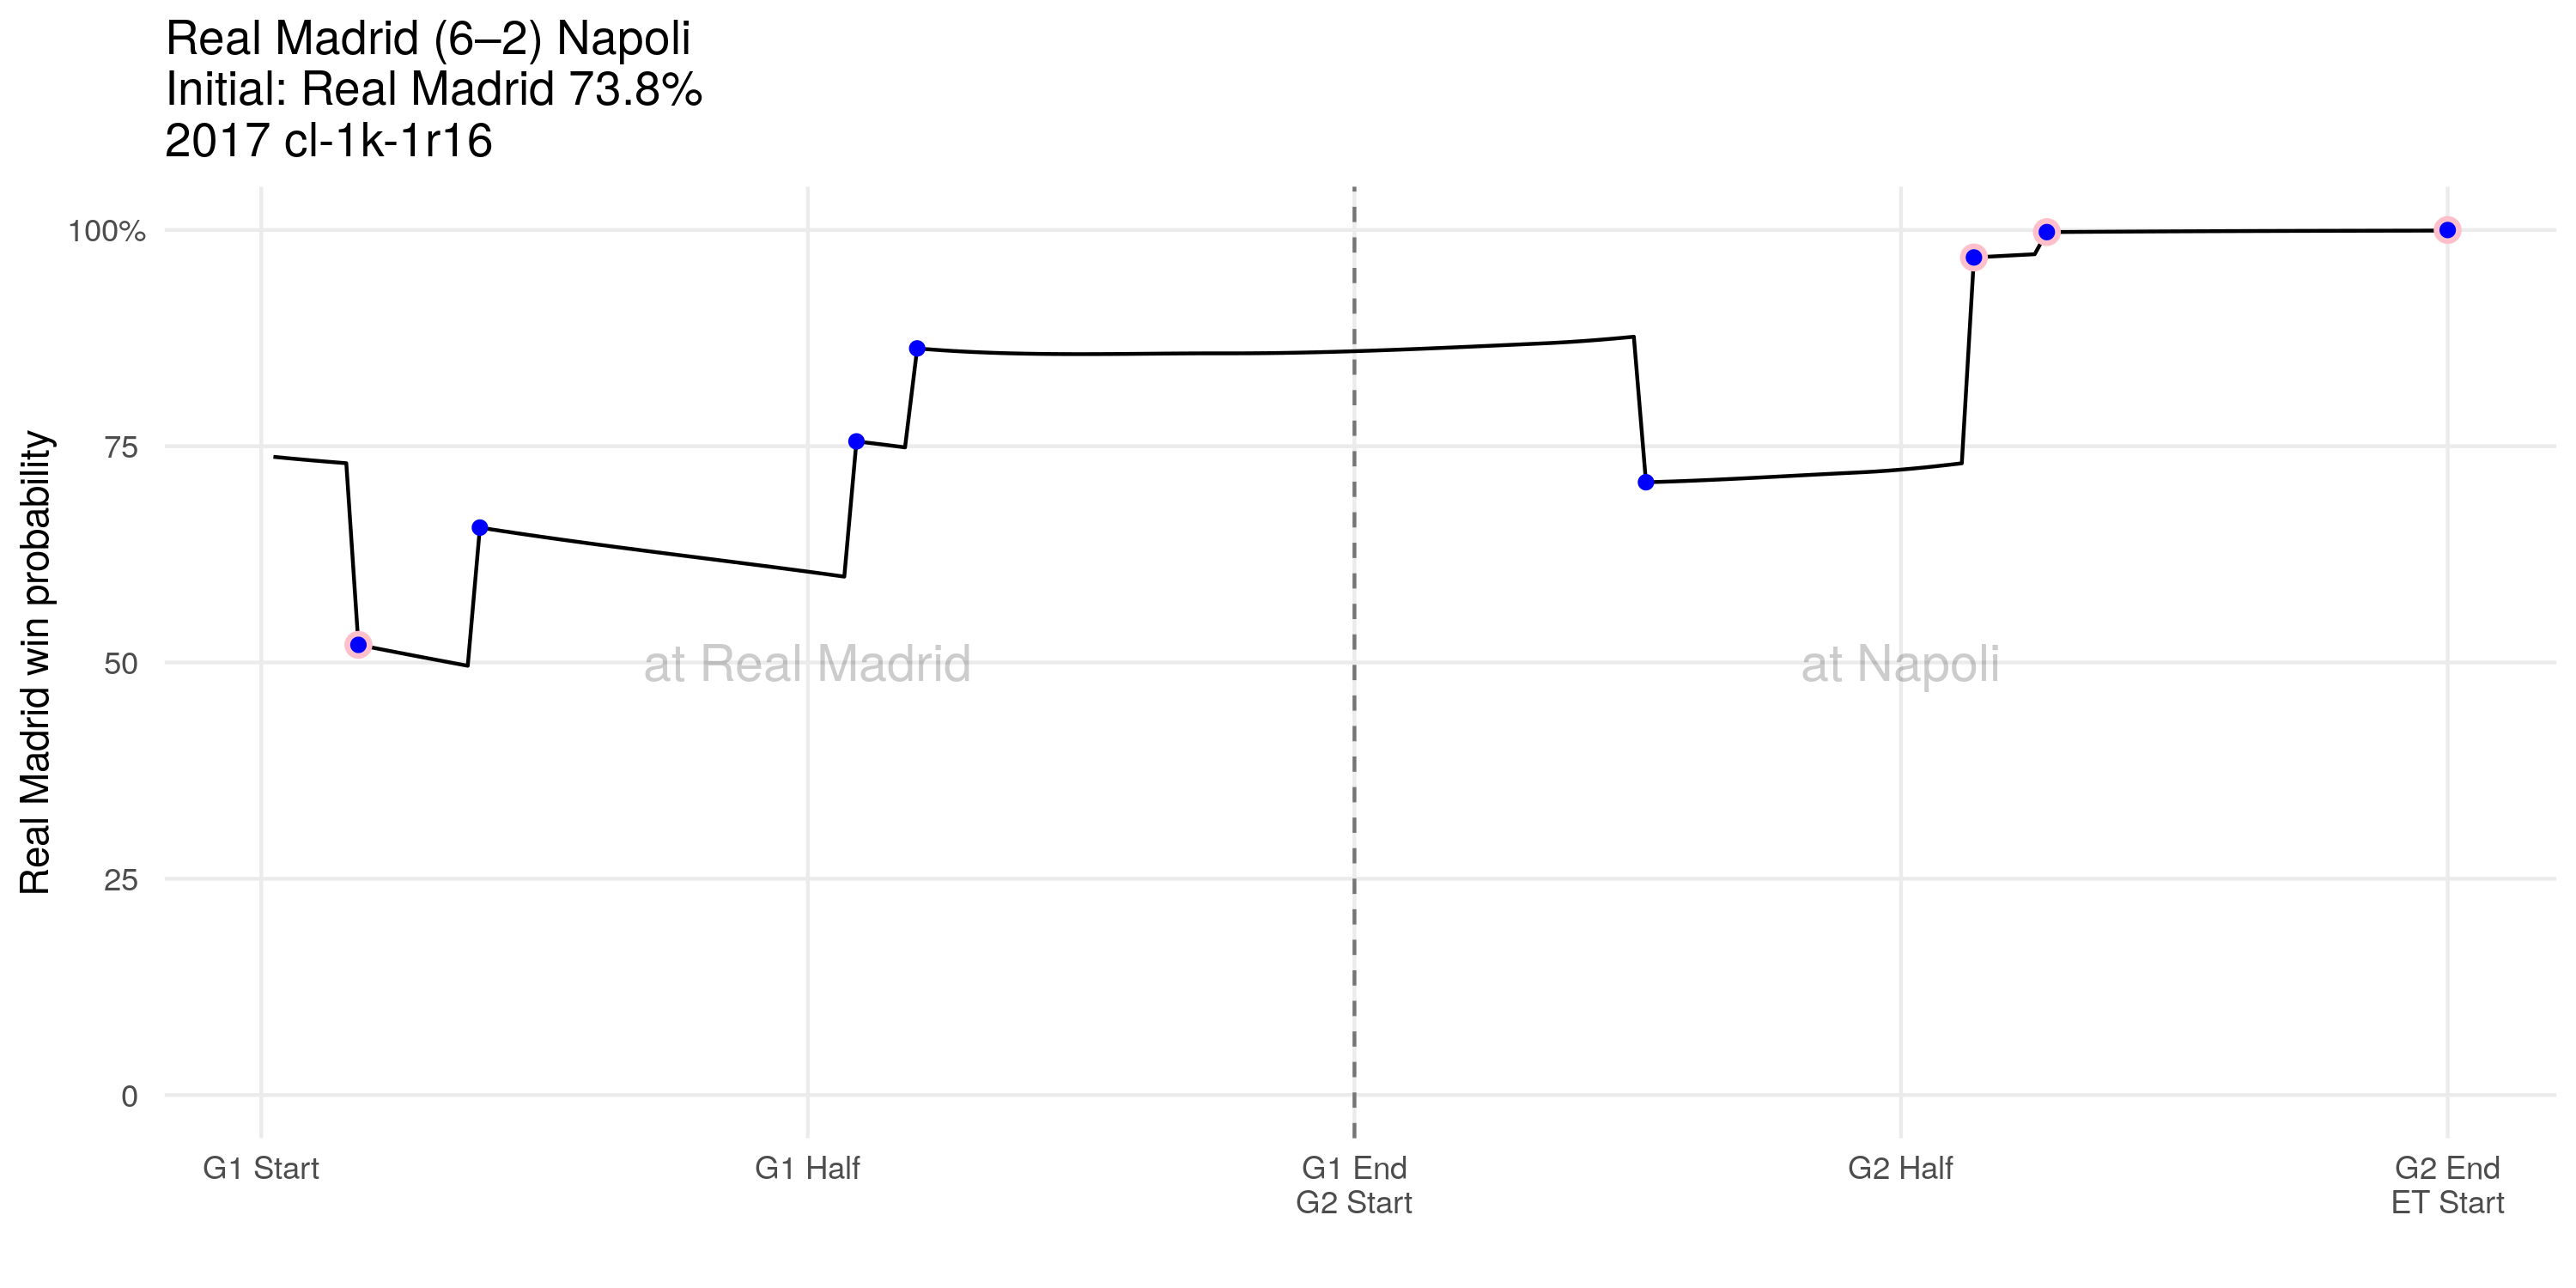 Real Madrid (6–2) Napoli
Initial: Real Madrid 73.8%
2017 cl-1k-1r16
Real Madrid win probability
100%
75
50
25
0
at Real Madrid
at Napoli
G1 Start
G1 Half
G1 End
G2 Start
G2 Half
G2 End
ET Start